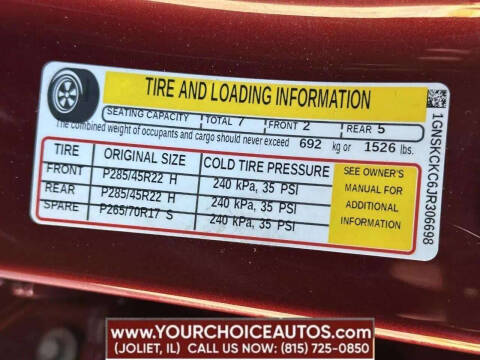 TIRE AND LOADING INFORMATION
SEATING CAPACITY TOTAL 7 FRONT 2 REAR 5
The combined weight of occupants and cargo should never exceed 692 kg or 1526 lbs.
TIRE ORIGINAL SIZE COLD TIRE PRESSURE
FRONT P285/45R22 H 240 kPa, 35 PSI
REAR P285/45R22 H 240 kPa, 35 PSI
SPARE P265/70R17 S 240 kPa, 35 PSI
SEE OWNER'S
MANUAL FOR
ADDITIONAL
INFORMATION
1GNSKCKC6JR306698
WWW.YOURCHOICEAUTOS.COM
(JOLIET, IL) CALL US NOW: (815) 725-0850